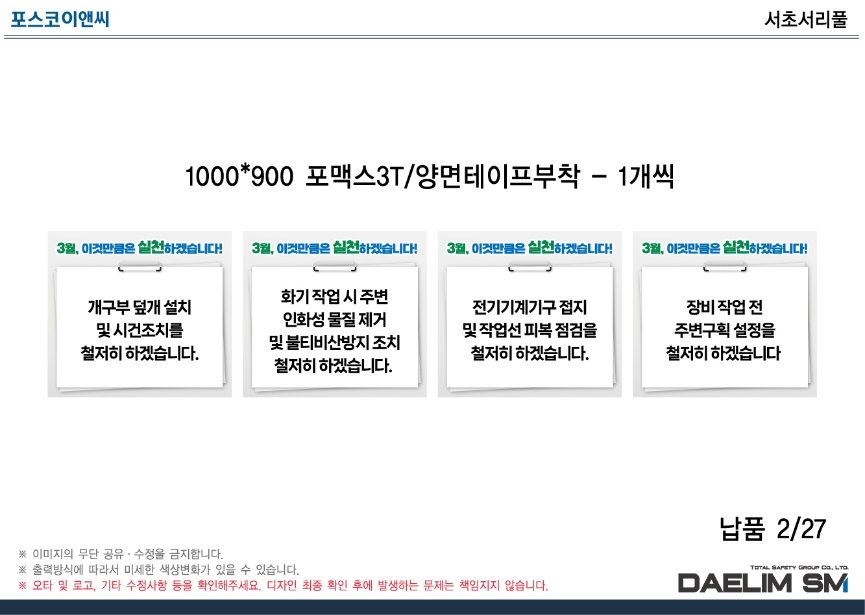 포스코이앤씨
서초서리풀
1000*900 포맥스3T/양면테이프부착 - 1개씩
3월, 이것만큼은 실천하겠습니다!
개구부 덮개 설치
및 시건조치를
철저히 하겠습니다.
3월, 이것만큼은 실천하겠습니다!
화기 작업 시 주변
인화성 물질 제거
및 불티비산방지 조치
철저히 하겠습니다.
3월, 이것만큼은 실천하겠습니다!
전기기계기구 접지
및 작업선 피복 점검을
철저히 하겠습니다.
3월, 이것만큼은 실천하겠습니다!
장비 작업 전
주변구획 설정을
철저히 하겠습니다
납품 2/27
※ 이미지의 무단 공유·수정을 금지합니다.
※ 출력방식에 따라서 미세한 색상변화가 있을 수 있습니다.
※ 오타 및 로고, 기타 수정사항 등을 확인해주세요. 디자인 최종 확인 후에 발생하는 문제는 책임지지 않습니다.
TOTAL SAFETY GROUP CO., LTD.
DAELIM SM